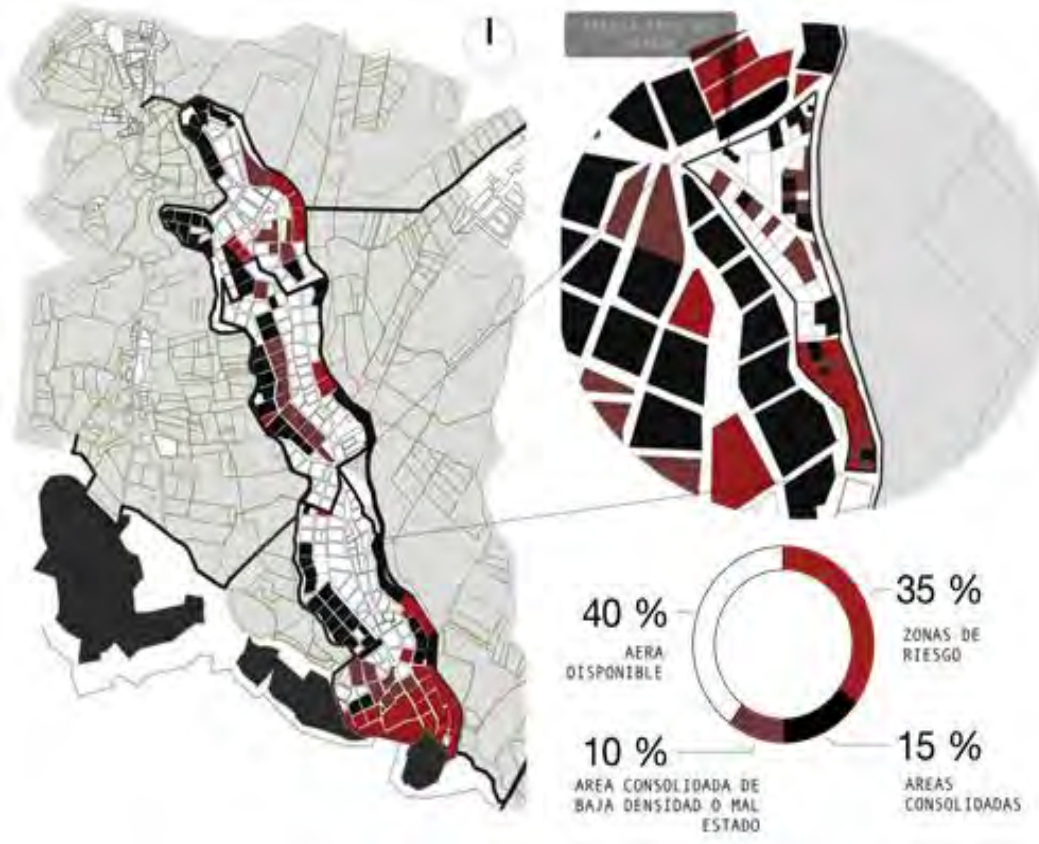 I
40 %
AERA
DISPONIBLE
35 %
ZONAS DE
RIESGO
10 %
AREA CONSOLIDADA DE
BAJA DENSIDAD O MAL
ESTADO
15 %
AREAS
CONSOLIDADAS